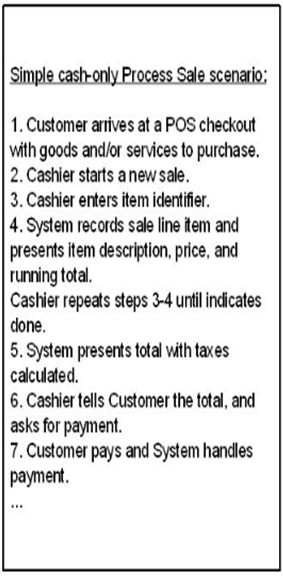 Simple cash-only Process Sale scenario:
1. Customer arrives at a POS checkout
with goods and/or services to purchase.
2. Cashier starts a new sale.
3. Cashier enters item identifier.
4. System records sale line item and
presents item description, price, and
running total.
Cashier repeats steps 3-4 until indicates
done.
5. System presents total with taxes
calculated.
6. Cashier tells Customer the total, and
asks for payment.
7. Customer pays and System handles
payment.
...